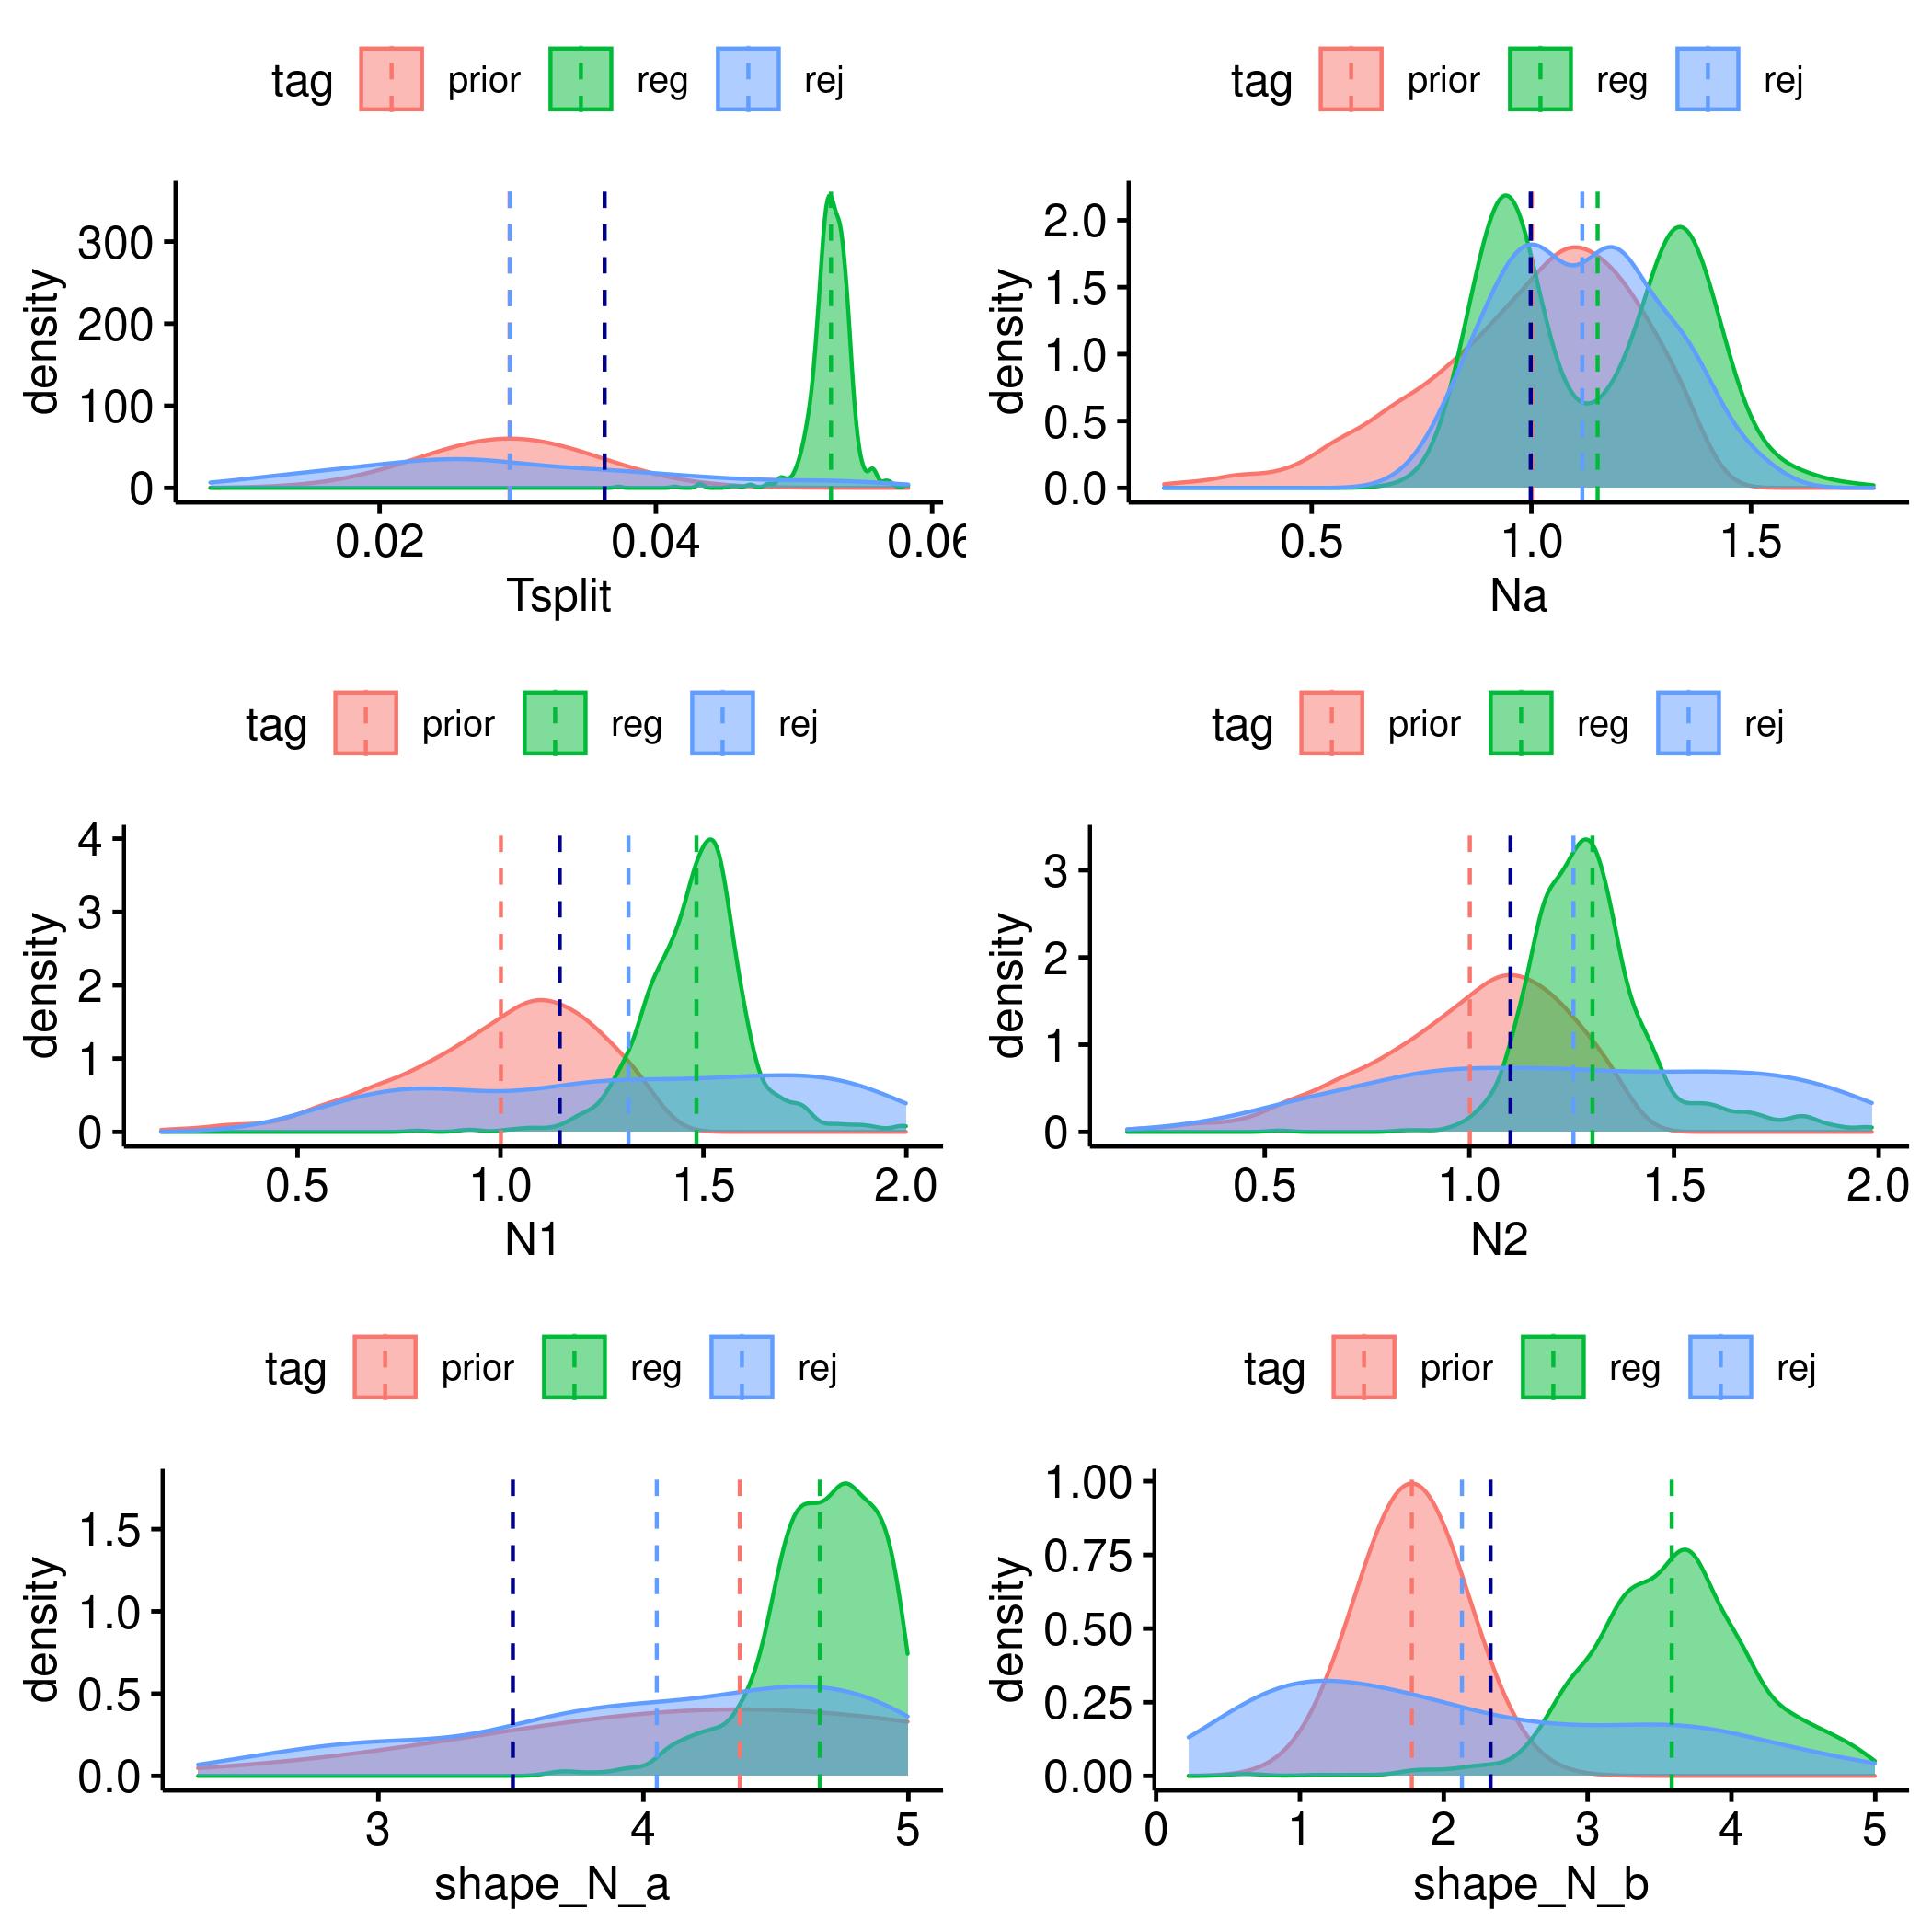 tag prior reg rej
density
300
200
100
0
0.02 0.04 0.06
Tsplit
tag prior reg rej
density
2.0
1.5
1.0
0.5
0.0
0.5 1.0 1.5
Na
tag prior reg rej
density
4
3
2
1
0
0.5 1.0 1.5 2.0
N1
tag prior reg rej
density
3
2
1
0
0.5 1.0 1.5 2.0
N2
tag prior reg rej
density
1.5
1.0
0.5
0.0
3 4 5
shape_N_a
tag prior reg rej
density
1.00
0.75
0.50
0.25
0.00
0 1 2 3 4 5
shape_N_b